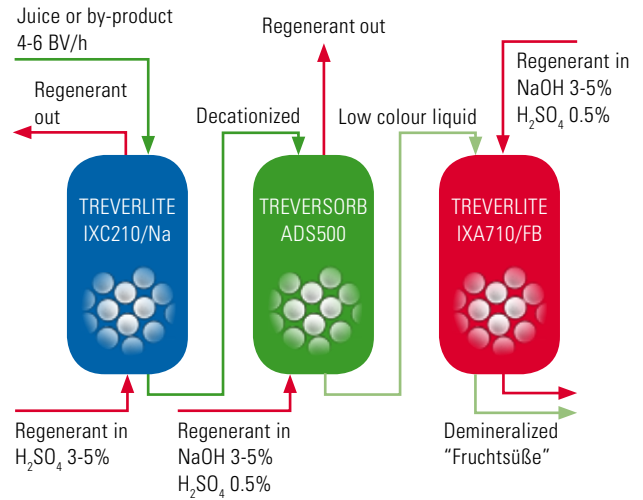 Juice or by-product
4-6 BV/h
Regenerant out
Regenerant in
NaOH 3-5%
H₂SO₄ 0.5%
Regenerant
out
Decationized
Low colour liquid
TREVERLITE
IXC210/Na
TREVERSORB
ADS500
TREVERLITE
IXA710/FB
Regenerant in
H₂SO₄ 3-5%
Regenerant in
NaOH 3-5%
H₂SO₄ 0.5%
Demineralized
“Fruchtsüße”